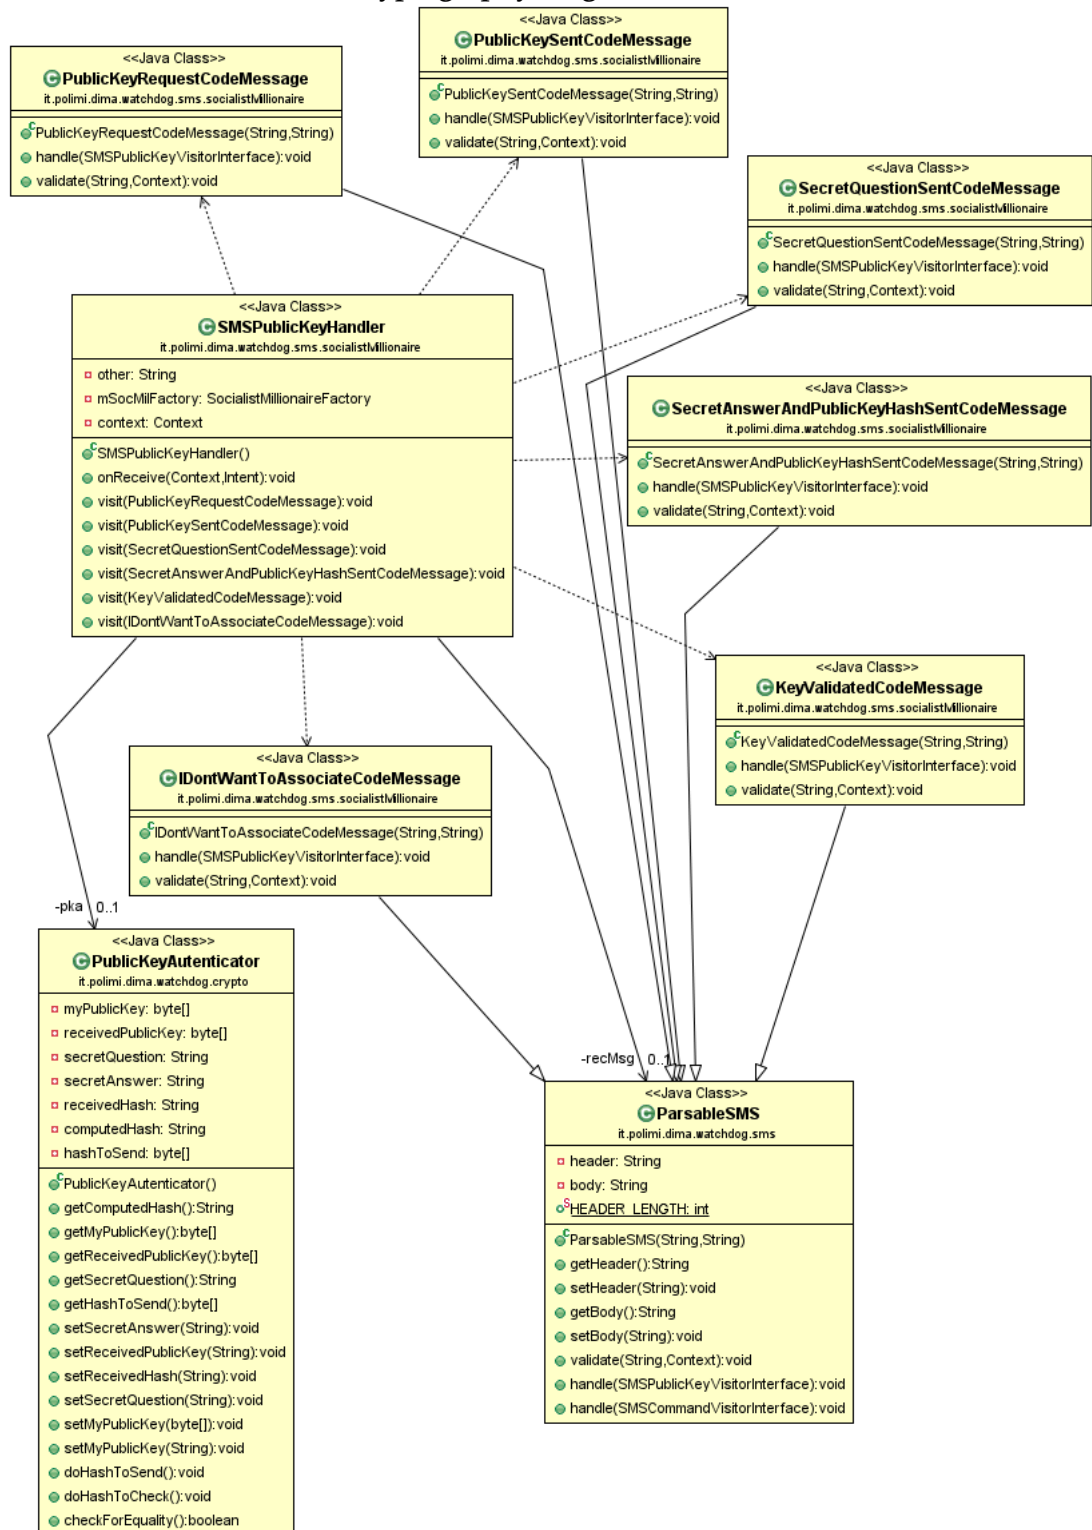 <<Java Class>>
PublicKeySentCodeMessage
it.polimi.dima.watchdog.sms.socialistMillionaire
PublicKeySentCodeMessage(String,String)
handle(SMSPublicKeyVisitorInterface):void
validate(String,Context):void
<<Java Class>>
PublicKeyRequestCodeMessage
it.polimi.dima.watchdog.sms.socialistMillionaire
PublicKeyRequestCodeMessage(String,String)
handle(SMSPublicKeyVisitorInterface):void
validate(String,Context):void
<<Java Class>>
SecretQuestionSentCodeMessage
it.polimi.dima.watchdog.sms.socialistMillionaire
SecretQuestionSentCodeMessage(String,String)
handle(SMSPublicKeyVisitorInterface):void
validate(String,Context):void
<<Java Class>>
SMSPublicKeyHandler
it.polimi.dima.watchdog.sms.socialistMillionaire
other: String
mSocMilFactory: SocialistMillionaireFactory
context: Context
SMSPublicKeyHandler()
onReceive(Context,Intent):void
visit(PublicKeyRequestCodeMessage):void
visit(PublicKeySentCodeMessage):void
visit(SecretQuestionSentCodeMessage):void
visit(SecretAnswerAndPublicKeyHashSentCodeMessage):void
visit(KeyValidatedCodeMessage):void
visit(IDontWantToAssociateCodeMessage):void
<<Java Class>>
SecretAnswerAndPublicKeyHashSentCodeMessage
it.polimi.dima.watchdog.sms.socialistMillionaire
SecretAnswerAndPublicKeyHashSentCodeMessage(String,String)
handle(SMSPublicKeyVisitorInterface):void
validate(String,Context):void
<<Java Class>>
KeyValidatedCodeMessage
it.polimi.dima.watchdog.sms.socialistMillionaire
KeyValidatedCodeMessage(String,String)
handle(SMSPublicKeyVisitorInterface):void
validate(String,Context):void
<<Java Class>>
IDontWantToAssociateCodeMessage
it.polimi.dima.watchdog.sms.socialistMillionaire
IDontWantToAssociateCodeMessage(String,String)
handle(SMSPublicKeyVisitorInterface):void
validate(String,Context):void
-pka 0..1
<<Java Class>>
PublicKeyAutenticator
it.polimi.dima.watchdog.crypto
myPublicKey: byte[]
receivedPublicKey: byte[]
secretQuestion: String
secretAnswer: String
receivedHash: String
computedHash: String
hashToSend: byte[]
PublicKeyAutenticator()
getComputedHash():String
getMyPublicKey():byte[]
getReceivedPublicKey():byte[]
getSecretQuestion():String
getHashToSend():byte[]
setSecretAnswer(String):void
setReceivedPublicKey(String):void
setReceivedHash(String):void
setSecretQuestion(String):void
setMyPublicKey(byte[]):void
setMyPublicKey(String):void
doHashToSend():void
doHashToCheck():void
checkForEquality():boolean
-recMsg 0..1
<<Java Class>>
ParsableSMS
it.polimi.dima.watchdog.sms
header: String
body: String
HEADER_LENGTH: int
ParsableSMS(String,String)
getHeader():String
setHeader(String):void
getBody():String
setBody(String):void
validate(String,Context):void
handle(SMSPublicKeyVisitorInterface):void
handle(SMSCommandVisitorInterface):void